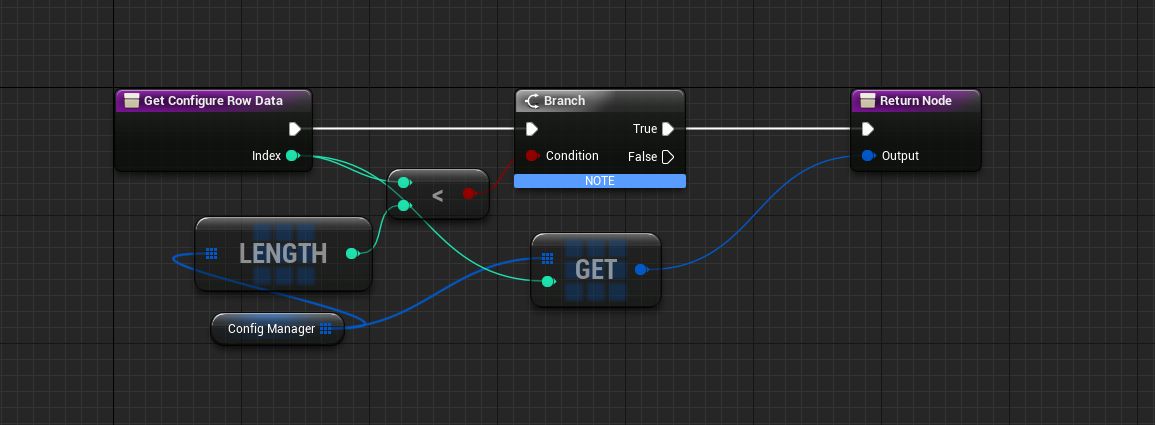 Get Configure Row Data
Index
Branch
True
Condition
False
NOTE
Return Node
Output
<
LENGTH
GET
Config Manager